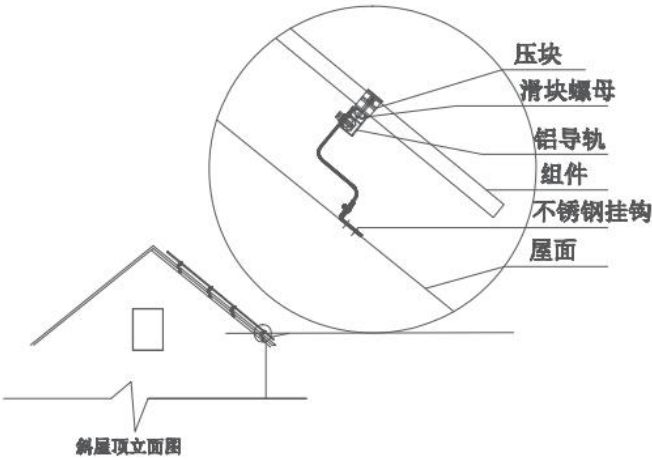 压块
滑块螺母
铝导轨
组件
不锈钢挂钩
屋面
斜屋顶立面图